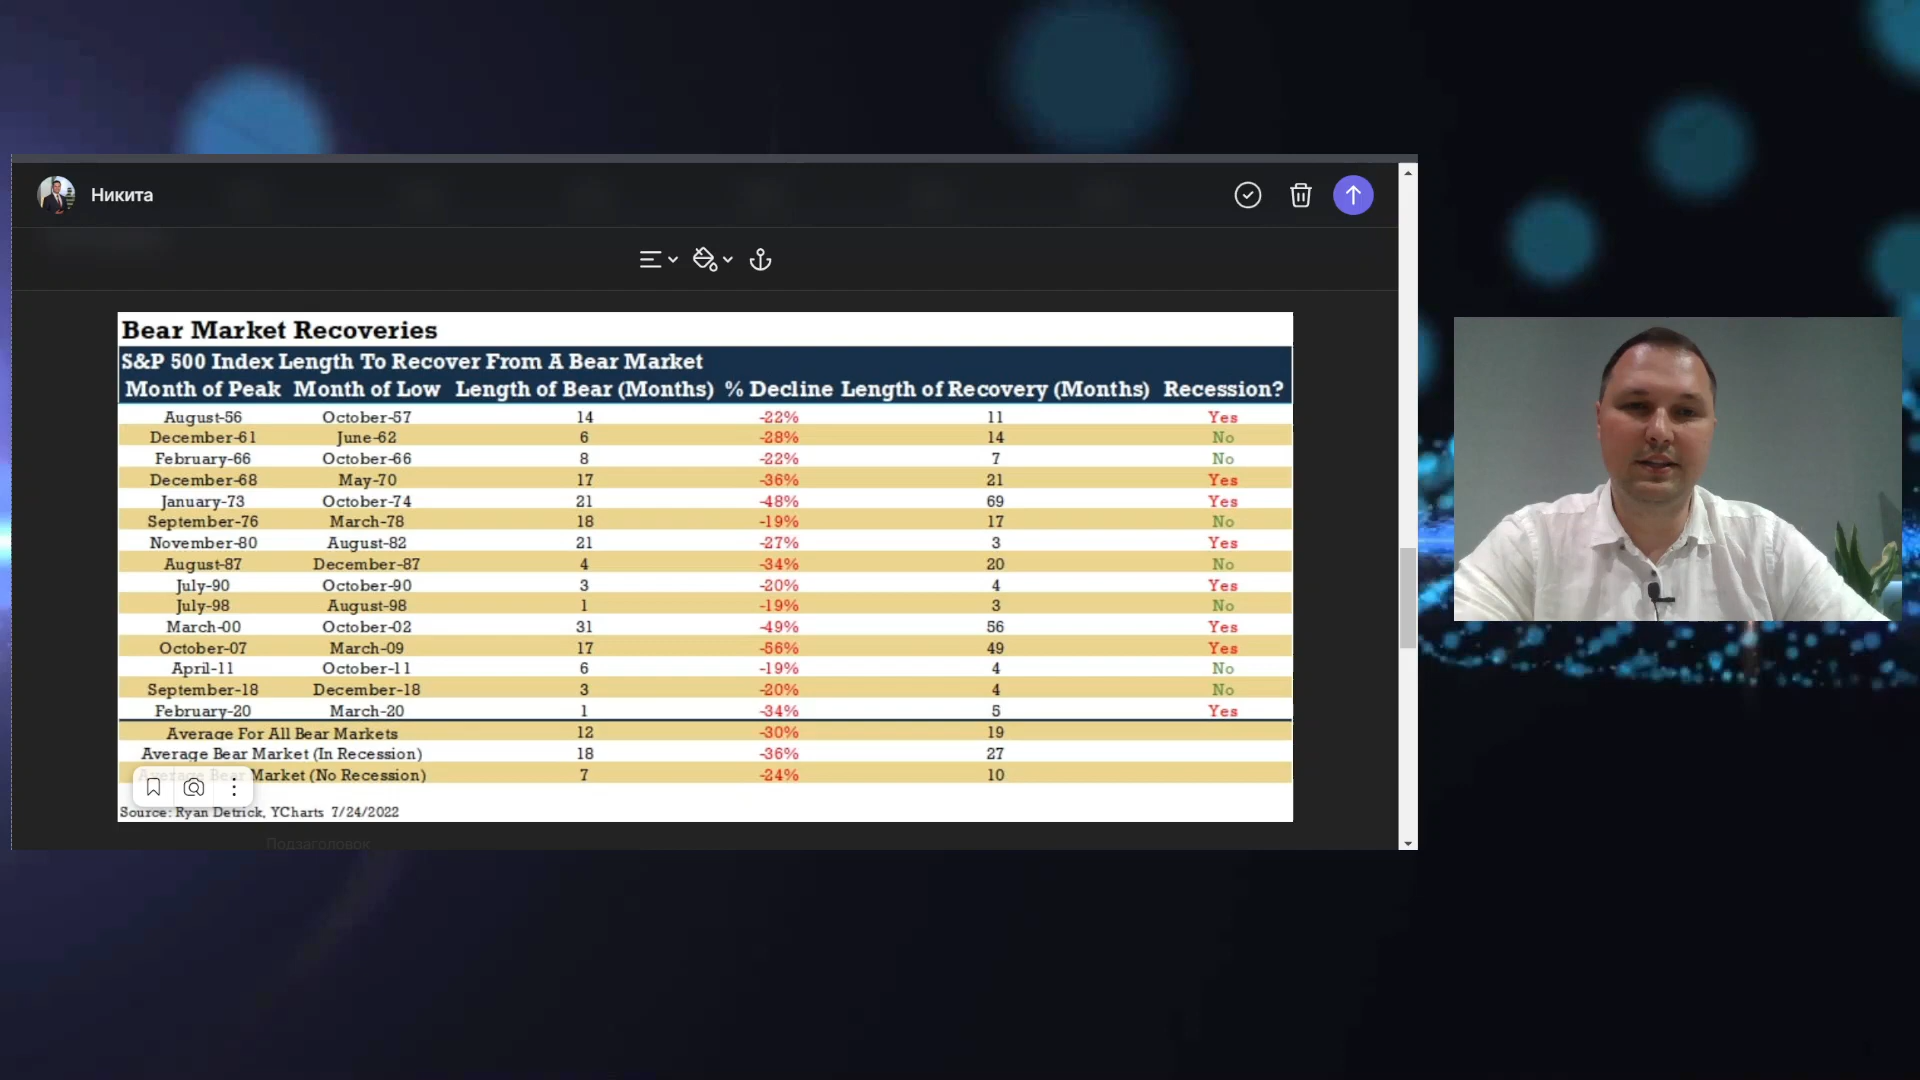 Никита
Bear Market Recoveries
S&P 500 Index Length To Recover From A Bear Market
Month of Peak Month of Low Length of Bear (Months) % Decline Length of Recovery (Months) Recession?
August-56 October-57 14 -22% 11 Yes
December-61 June-62 6 -28% 14 No
February-66 October-66 8 -22% 7 No
December-68 May-70 17 -36% 21 Yes
January-73 October-74 21 -48% 69 Yes
September-76 March-78 18 -19% 17 No
November-80 August-82 21 -27% 3 Yes
August-87 December-87 4 -34% 20 No
July-90 October-90 3 -20% 4 Yes
July-98 August-98 1 -19% 3 No
March-00 October-02 31 -49% 56 Yes
October-07 March-09 17 -56% 49 Yes
April-11 October-11 6 -19% 4 No
September-18 December-18 3 -20% 4 No
February-20 March-20 1 -34% 5 Yes
Average For All Bear Markets 12 -30% 19
Average Bear Market (In Recession) 18 -36% 27
Average Bear Market (No Recession) 7 -24% 10
Source: Ryan Detrick, YCharts 7/24/2022
Подзаголовок